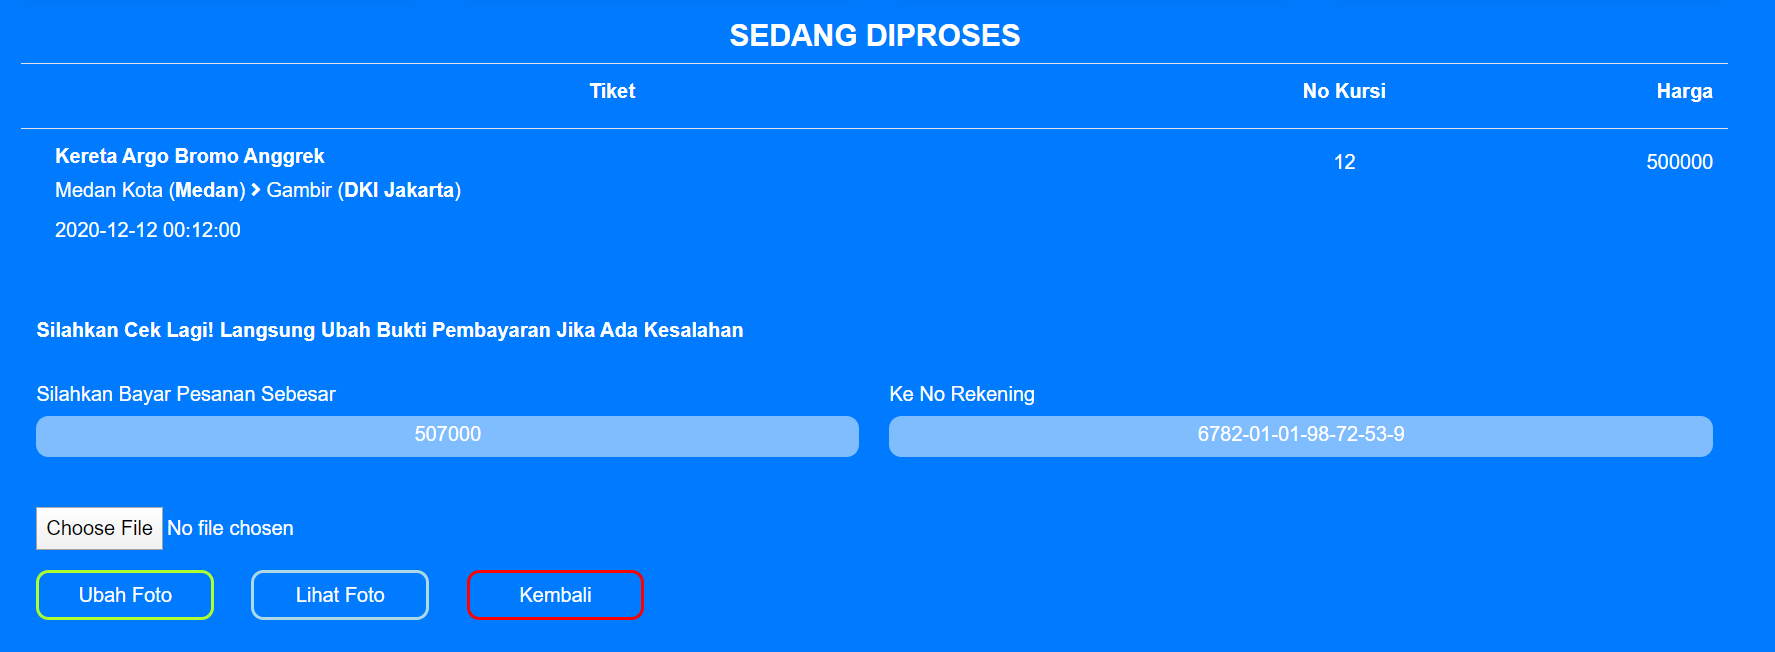 SEDANG DIPROSES
Tiket No Kursi Harga
Kereta Argo Bromo Anggrek 12 500000
Medan Kota (Medan) > Gambir (DKI Jakarta)
2020-12-12 00:12:00
Silahkan Cek Lagi! Langsung Ubah Bukti Pembayaran Jika Ada Kesalahan
Silahkan Bayar Pesanan Sebesar Ke No Rekening
507000 6782-01-01-98-72-53-9
Choose File No file chosen
Ubah Foto Lihat Foto Kembali